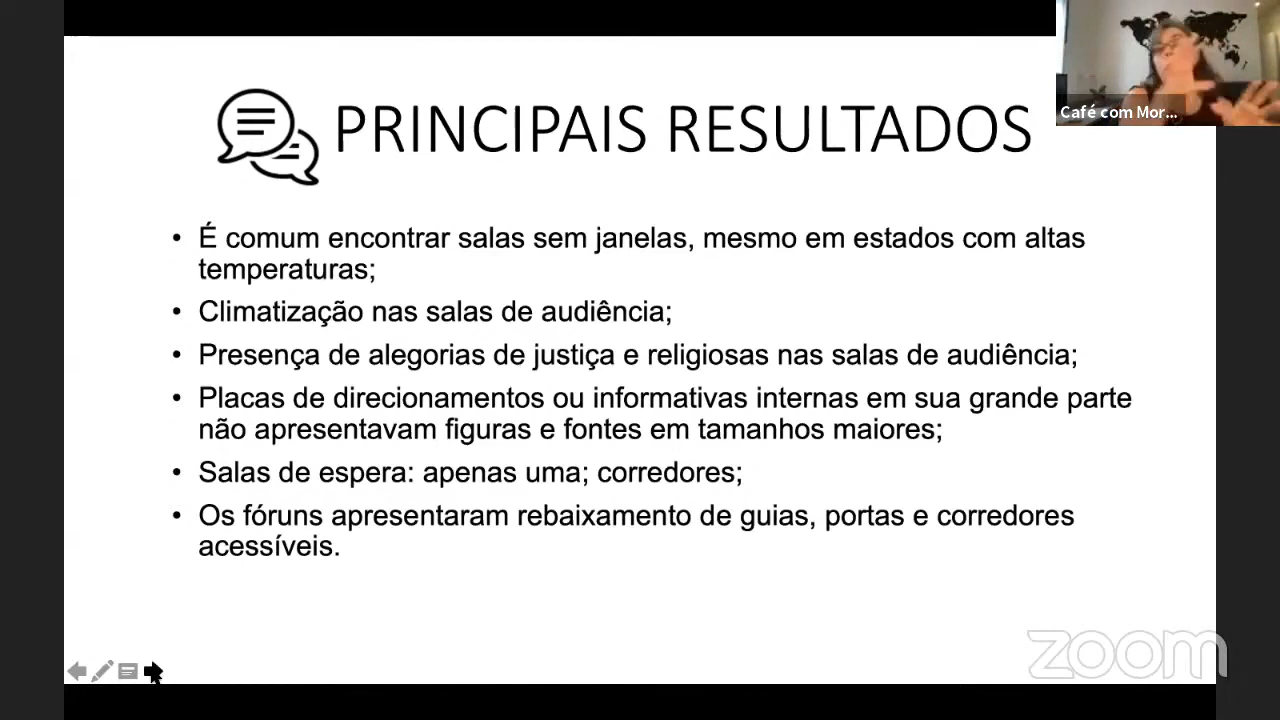 Café com Mor...
PRINCIPAIS RESULTADOS
• É comum encontrar salas sem janelas, mesmo em estados com altas
temperaturas;
• Climatização nas salas de audiência;
• Presença de alegorias de justiça e religiosas nas salas de audiência;
• Placas de direcionamentos ou informativas internas em sua grande parte
não apresentavam figuras e fontes em tamanhos maiores;
• Salas de espera: apenas uma; corredores;
• Os fóruns apresentaram rebaixamento de guias, portas e corredores
acessíveis.
zoom